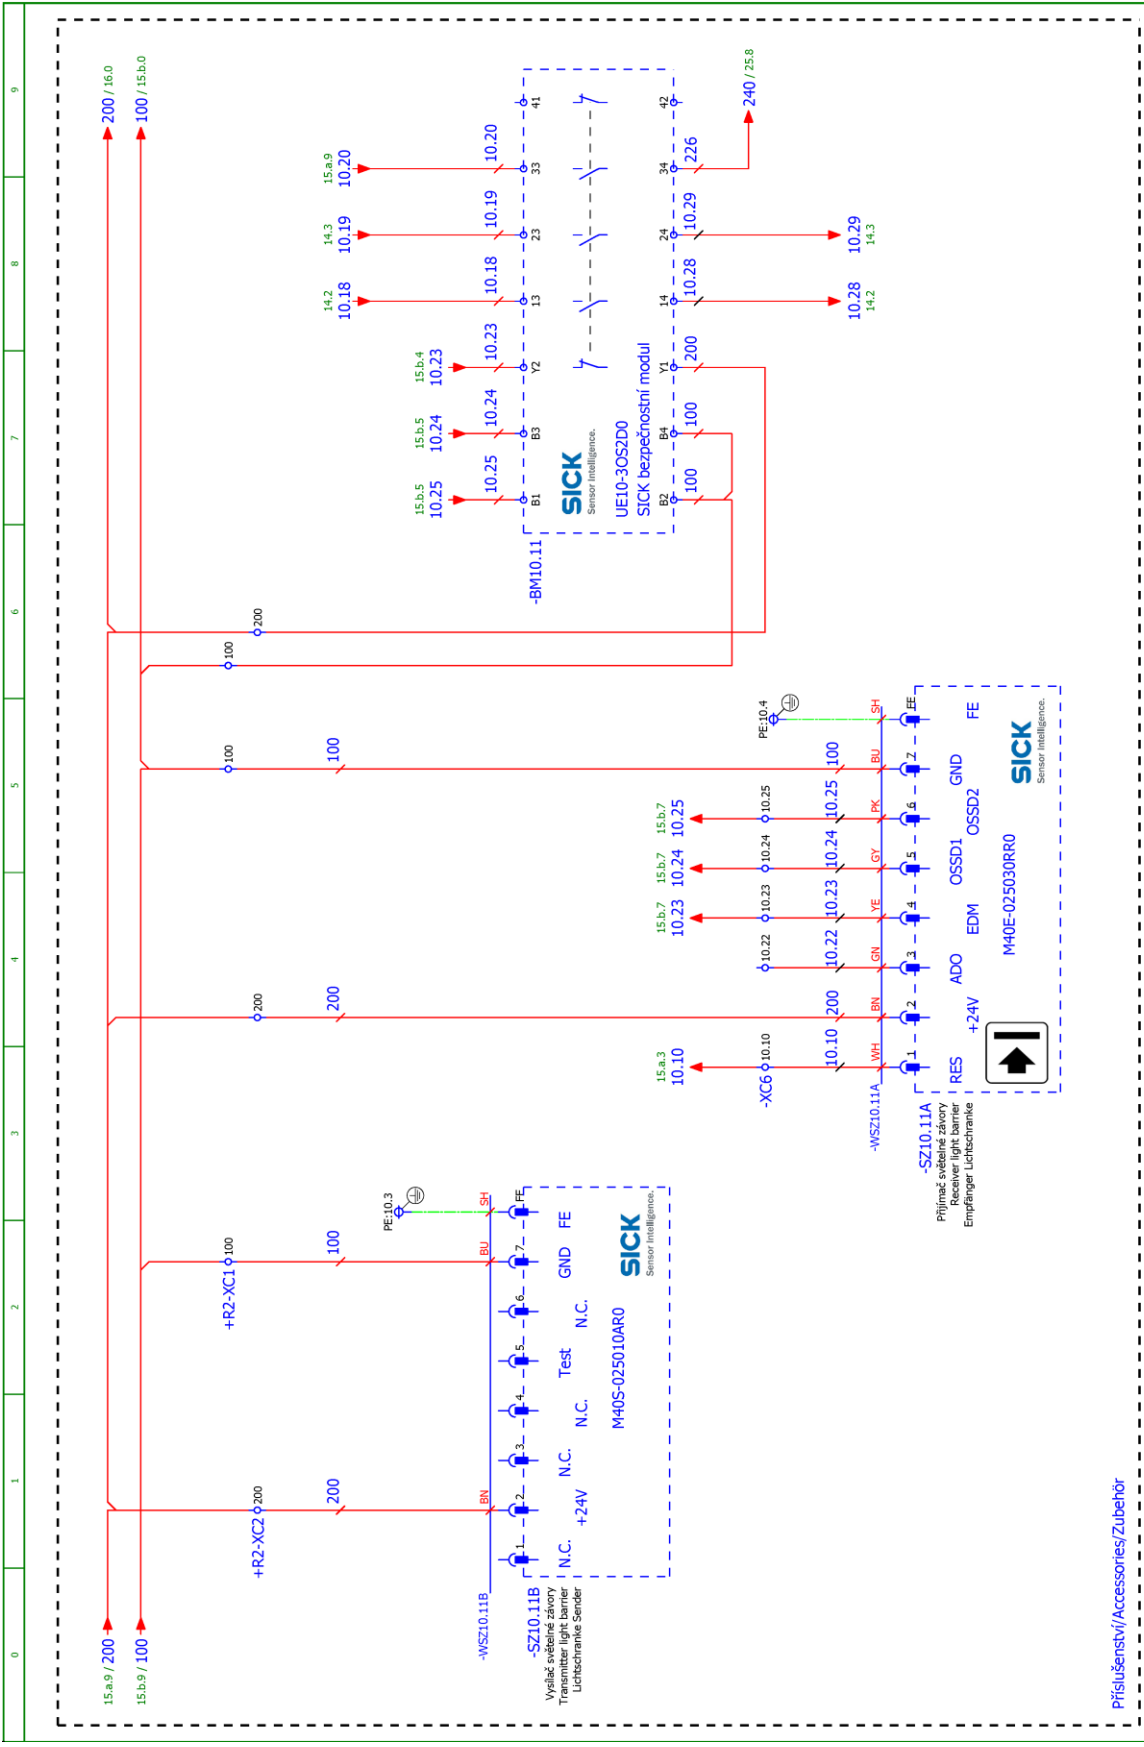 0 1 2 3 4 5 6 7 8 9
15.a.9 / 200
200 / 16.0
15.b.9 / 100
100 / 15.b.0
+R2-XC2 200
200
+R2-XC1 100
100
200
200
100
100
100
200
PE:10.3
-WSZ10.11B
BN
BU
SH
-SZ10.11B
Vysílač světelné závory
Transmitter light barrier
Lichtschranke Sender
1 2 3 4 5 6 7 FE
N.C. +24V N.C. N.C. Test N.C. GND FE
M40S-025010AR0
SICK
Sensor Intelligence.
15.a.3
10.10
15.b.7
10.23
15.b.7
10.24
15.b.7
10.25
-XC6 10.10
10.22
10.23
10.24
10.25
PE:10.4
10.10 200 10.22 10.23 10.24 10.25 100
-WSZ10.11A
WH BN GN YE GY PK BU SH
-SZ10.11A
Přijímač světelné závory
Receiver light barrier
Empfänger Lichtschranke
1 2 3 4 5 6 7 FE
RES +24V ADO EDM OSSD1 OSSD2 GND FE
M40E-025030RR0
SICK
Sensor Intelligence.
15.b.5
10.25
15.b.5
10.24
15.b.4
10.23
14.2
10.18
14.3
10.19
15.a.9
10.20
10.25 10.24 10.23 10.18 10.19 10.20
-BM10.11
B1 B3 Y2 13 23 33 41
SICK
Sensor Intelligence.
UE10-3OS2D0
SICK bezpečnostní modul
B2 B4 Y1 14 24 34 42
100 100 200 10.28 10.29 226
240 / 25.8
10.28
14.2
10.29
14.3
Příslušenství/Accessories/Zubehör